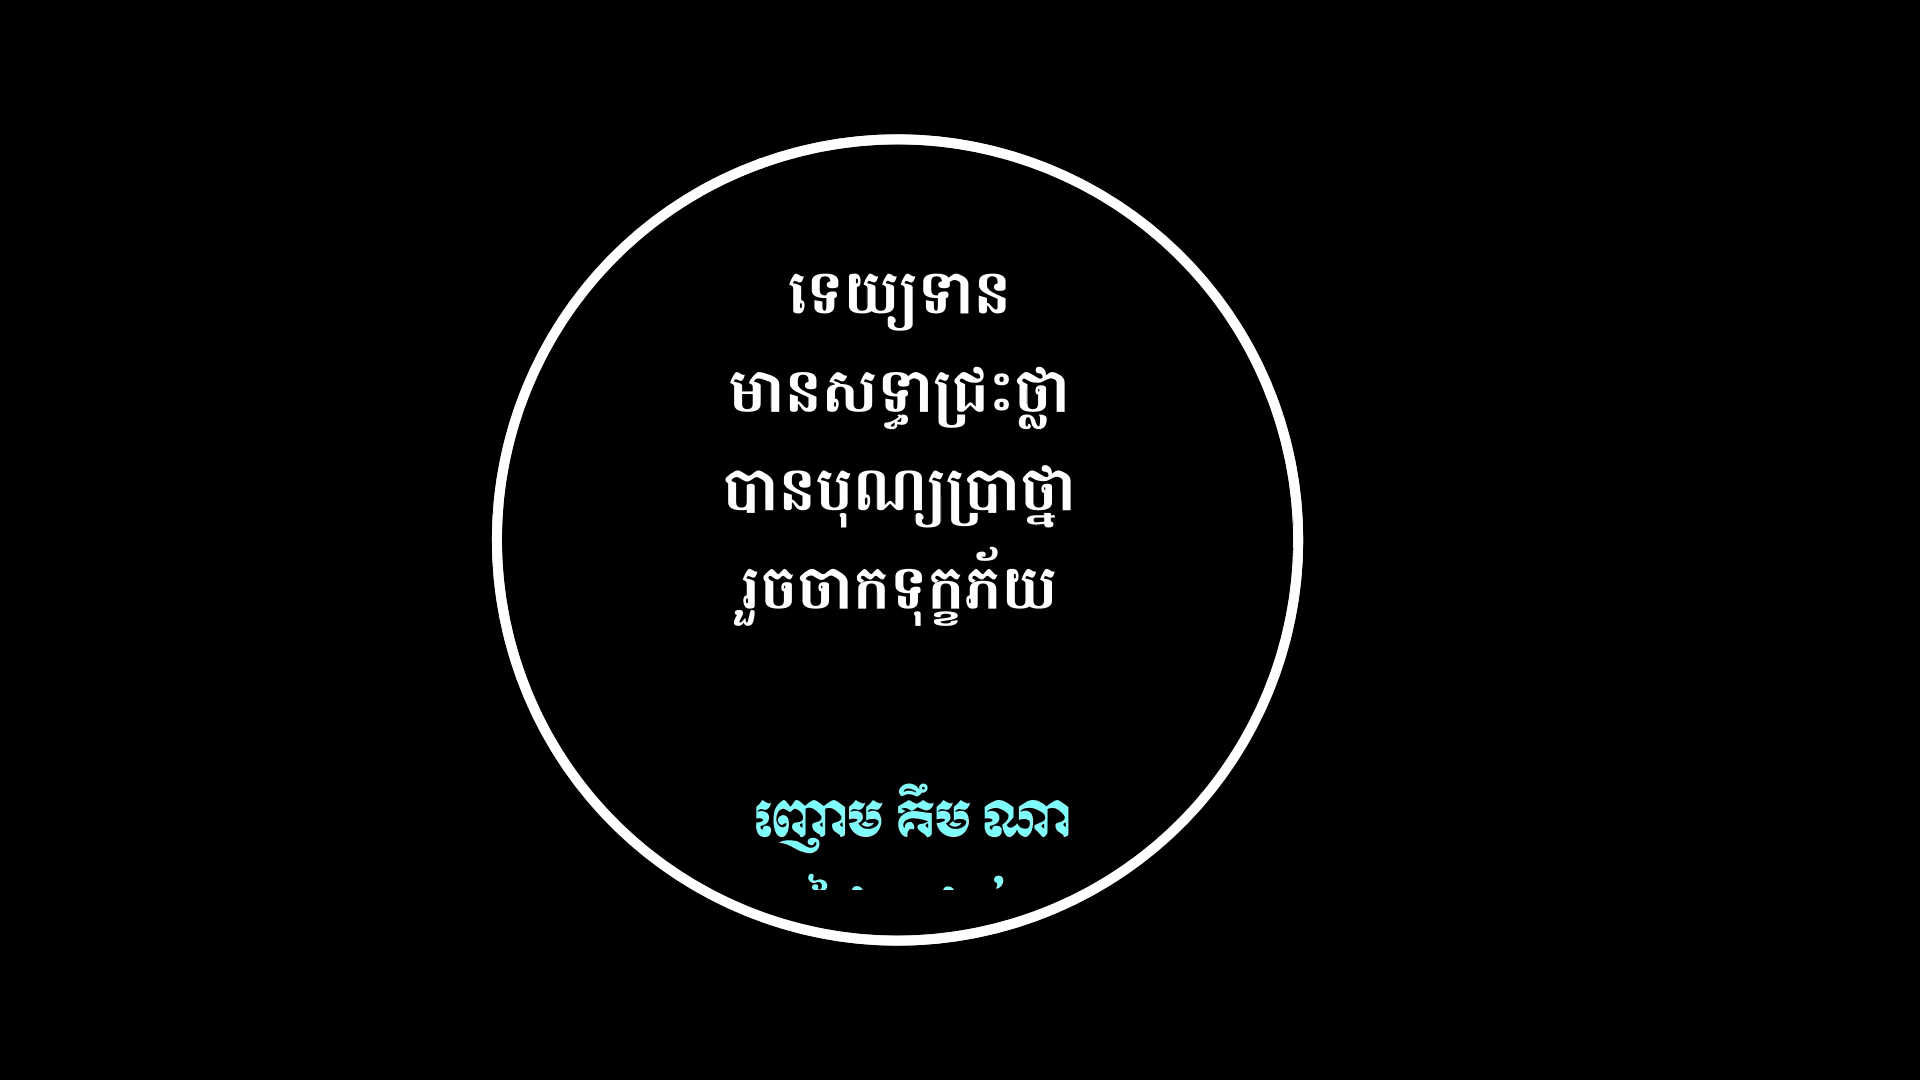 ទេយ្យទាន
មានសទ្ធាជ្រះថ្លា
បានបុណ្យប្រាថ្នា
រួចចាកទុក្ខភ័យ
ញោម គឹម ណា